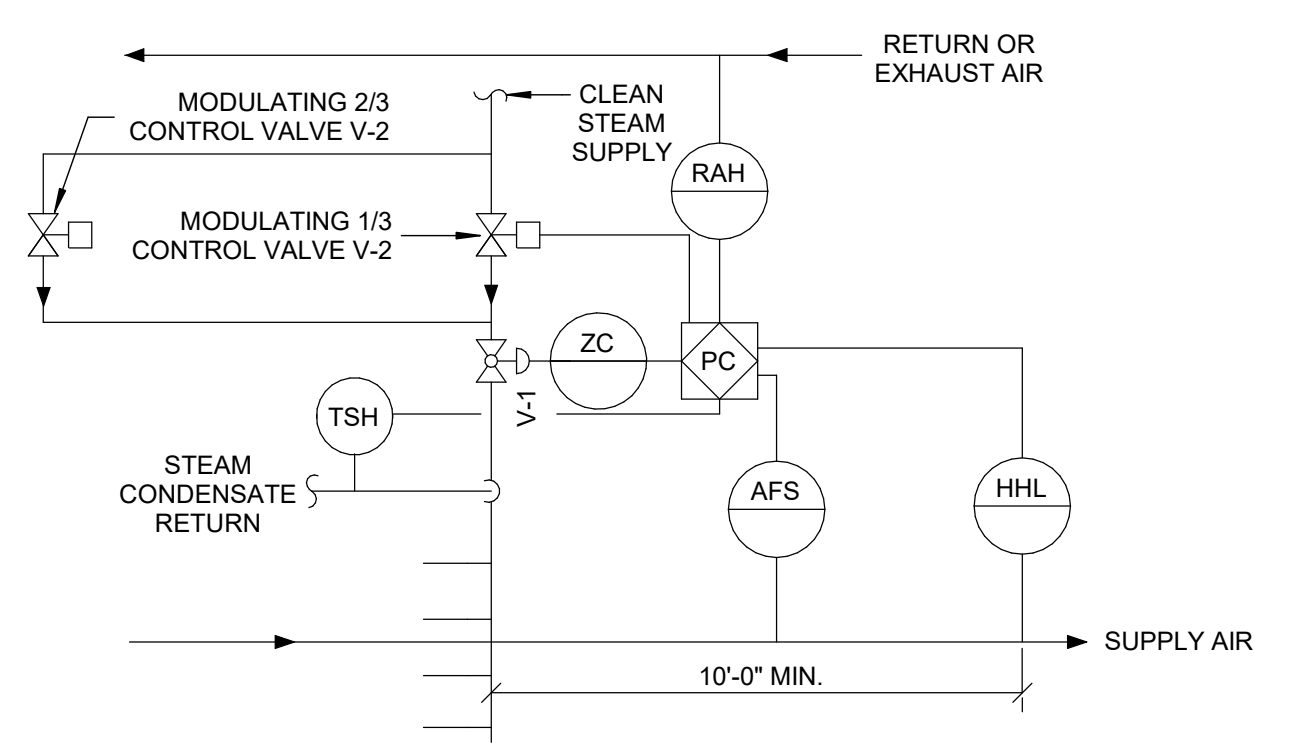 RETURN OR
EXHAUST AIR
MODULATING 2/3
CONTROL VALVE V-2
CLEAN
STEAM
SUPPLY
RAH
MODULATING 1/3
CONTROL VALVE V-2
ZC
PC
V-1
TSH
STEAM
CONDENSATE
RETURN
AFS
HHL
SUPPLY AIR
10'-0" MIN.